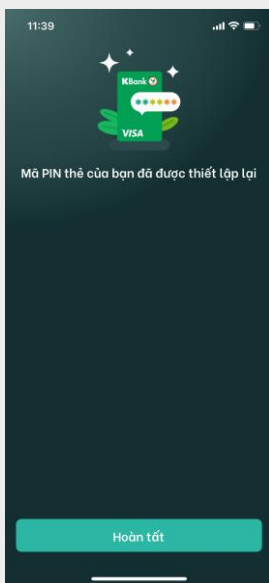 11:39
KBank
******
VISA
Mã PIN thẻ của bạn đã được thiết lập lại
Hoàn tất